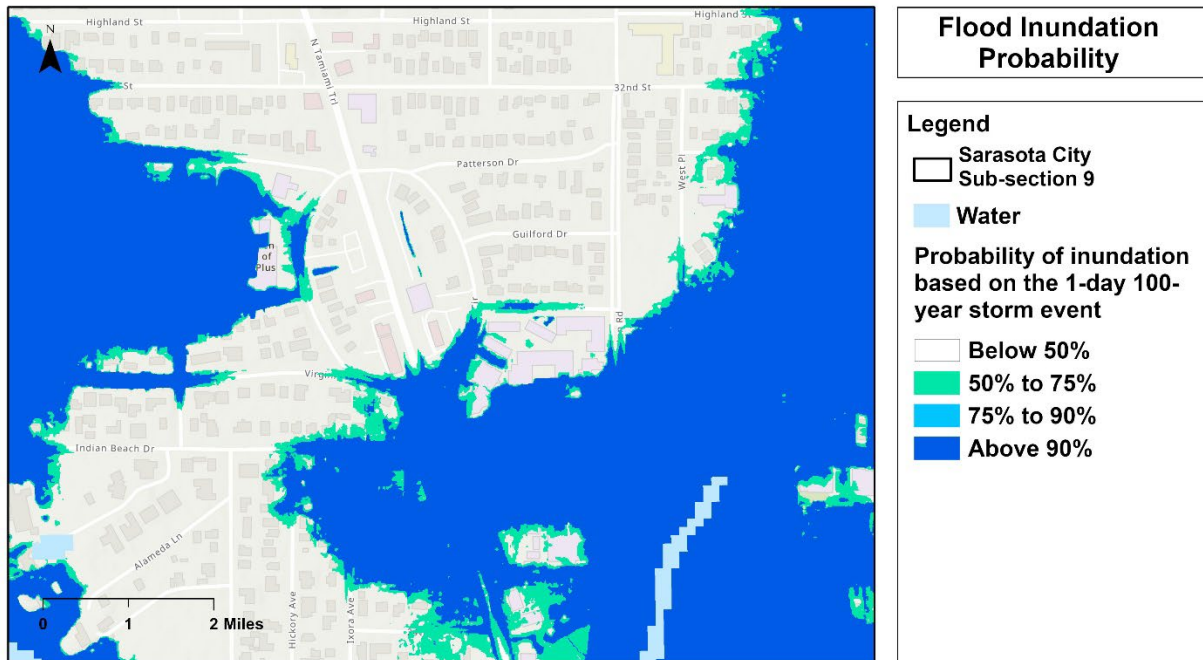 Highland St
Highland St
Highland St
N
N Tamiami Trl
St
32nd St
Patterson Dr
West Pl
Guilford Dr
of
Plus
Rd
Indian Beach Dr
Alameda Ln
Hickory Ave
Ixora Ave
0 1 2 Miles
Flood Inundation
Probability
Legend
Sarasota City
Sub-section 9
Water
Probability of inundation
based on the 1-day 100-
year storm event
Below 50%
50% to 75%
75% to 90%
Above 90%